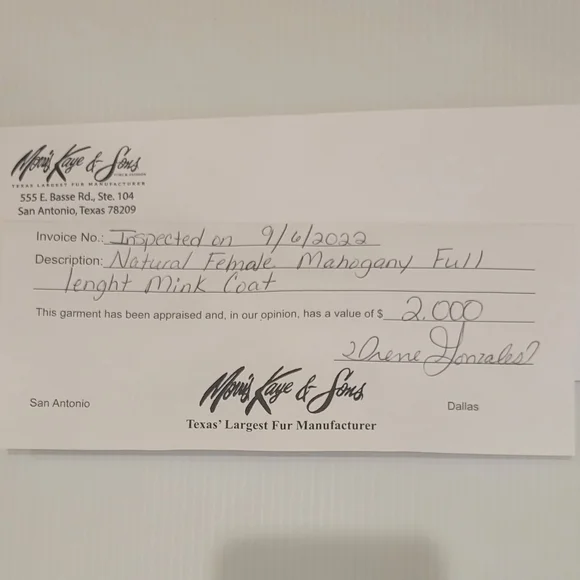 Morris Kaye & Sons
TEXAS LARGEST FUR MANUFACTURER
555 E. Basse Rd., Ste. 104
San Antonio, Texas 78209
Invoice No.: Inspected on 9/6/2022
Description: Natural Female Mahogany Full
lenght Mink Coat
This garment has been appraised and, in our opinion, has a value of $ 2,000
Irene Gonzales
Morris Kaye & Sons
San Antonio
Dallas
Texas' Largest Fur Manufacturer